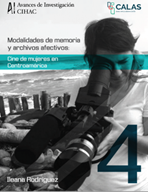 Avances de Investigación
CIHAC
CALAS
Modalidades de memoria
y archivos afectivos:
Cine de mujeres en
Centroamérica
4
Ileana Rodríguez